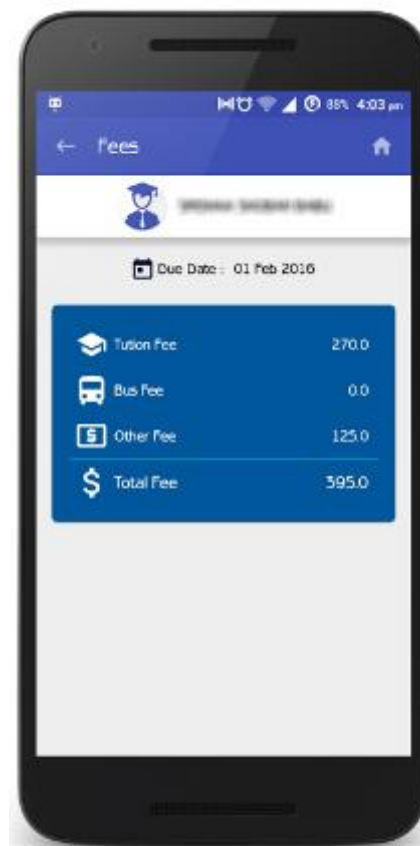 88% 4:03 pm
Fees
Due Date : 01 Feb 2016
Tution Fee 270.0
Bus Fee 0.0
Other Fee 125.0
Total Fee 395.0